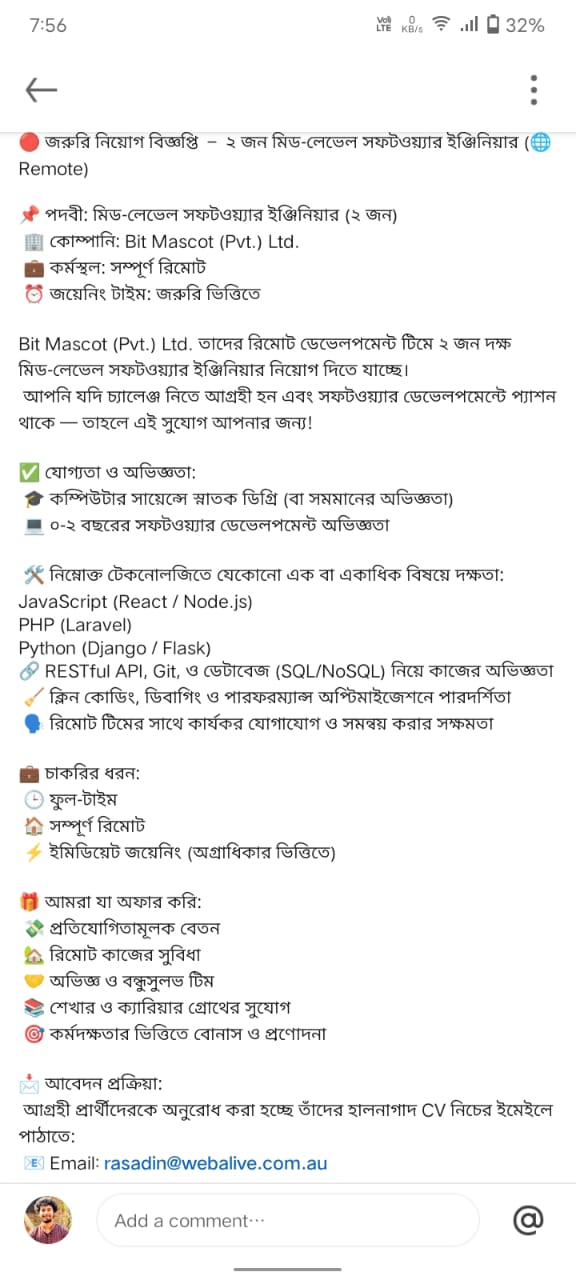 7:56
Voli LTE 0 KB/s 32%
🔴 জরুরি নিয়োগ বিজ্ঞপ্তি – ২ জন মিড-লেভেল সফটওয়্যার ইঞ্জিনিয়ার (🌐
Remote)
📌 পদবী: মিড-লেভেল সফটওয়্যার ইঞ্জিনিয়ার (২ জন)
🏢 কোম্পানি: Bit Mascot (Pvt.) Ltd.
💼 কর্মস্থল: সম্পূর্ণ রিমোট
⏰ জয়েনিং টাইম: জরুরি ভিত্তিতে
Bit Mascot (Pvt.) Ltd. তাদের রিমোট ডেভেলপমেন্ট টিমে ২ জন দক্ষ
মিড-লেভেল সফটওয়্যার ইঞ্জিনিয়ার নিয়োগ দিতে যাচ্ছে।
আপনি যদি চ্যালেঞ্জ নিতে আগ্রহী হন এবং সফটওয়্যার ডেভেলপমেন্টে প্যাশন
থাকে — তাহলে এই সুযোগ আপনার জন্য!
✅ যোগ্যতা ও অভিজ্ঞতা:
🎓 কম্পিউটার সায়েন্সে স্নাতক ডিগ্রি (বা সমমানের অভিজ্ঞতা)
💻 ০-২ বছরের সফটওয়্যার ডেভেলপমেন্ট অভিজ্ঞতা
🛠️ নিম্নোক্ত টেকনোলজিতে যেকোনো এক বা একাধিক বিষয়ে দক্ষতা:
JavaScript (React / Node.js)
PHP (Laravel)
Python (Django / Flask)
🔗 RESTful API, Git, ও ডেটাবেজ (SQL/NoSQL) নিয়ে কাজের অভিজ্ঞতা
🧹 ক্লিন কোডিং, ডিবাগিং ও পারফরম্যান্স অপ্টিমাইজেশনে পারদর্শিতা
🗣️ রিমোট টিমের সাথে কার্যকর যোগাযোগ ও সমন্বয় করার সক্ষমতা
💼 চাকরির ধরন:
🕒 ফুল-টাইম
🏠 সম্পূর্ণ রিমোট
⚡ ইমিডিয়েট জয়েনিং (অগ্রাধিকার ভিত্তিতে)
🎁 আমরা যা অফার করি:
💸 প্রতিযোগিতামূলক বেতন
🏡 রিমোট কাজের সুবিধা
🤝 অভিজ্ঞ ও বন্ধুসুলভ টিম
📚 শেখার ও ক্যারিয়ার গ্রোথের সুযোগ
🎯 কর্মদক্ষতার ভিত্তিতে বোনাস ও প্রণোদনা
📩 আবেদন প্রক্রিয়া:
আগ্রহী প্রার্থীদেরকে অনুরোধ করা হচ্ছে তাঁদের হালনাগাদ CV নিচের ইমেইলে
পাঠাতে:
📧 Email: rasadin@webalive.com.au
Add a comment… @